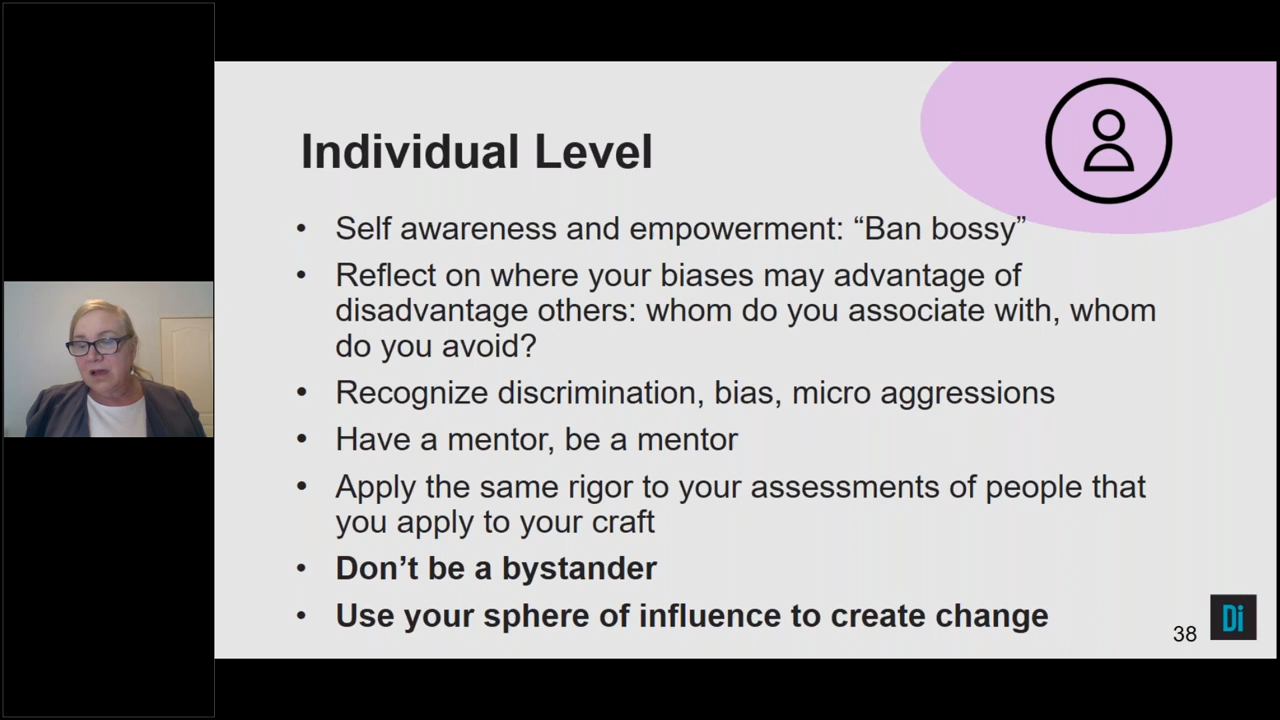 Individual Level
• Self awareness and empowerment: “Ban bossy”
• Reflect on where your biases may advantage of
disadvantage others: whom do you associate with, whom
do you avoid?
• Recognize discrimination, bias, micro aggressions
• Have a mentor, be a mentor
• Apply the same rigor to your assessments of people that
you apply to your craft
• Don’t be a bystander
• Use your sphere of influence to create change
38
Di